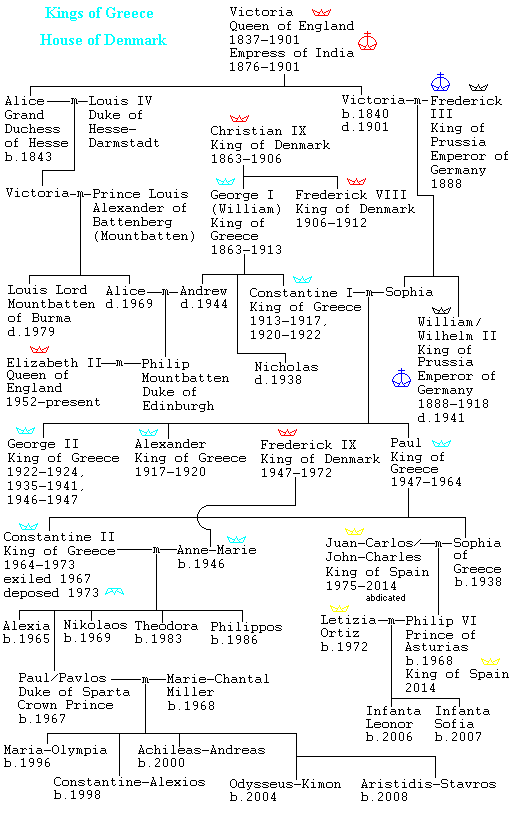 Kings of Greece
House of Denmark
Victoria
Queen of England
1837-1901
Empress of India
1876-1901
Alice m Louis IV
Grand Duke of
Duchess Hesse-
of Hesse Darmstadt
b.1843
Christian IX
King of Denmark
1863-1906
Victoria m Frederick
b.1840 III
d.1901 King of
Prussia
Emperor of
Germany
1888
Victoria m Prince Louis
Alexander of
Battenberg
(Mountbatten)
George I
(William)
King of
Greece
1863-1913
Frederick VIII
King of Denmark
1906-1912
Louis Lord
Mountbatten
of Burma
d.1979
Alice m Andrew
d.1969 d.1944
Constantine I m Sophia
King of Greece
1913-1917,
1920-1922
William/
Wilhelm II
King of
Prussia
Emperor of
Germany
1888-1918
d.1941
Nicholas
d.1938
Elizabeth II m Philip
Queen of Mountbatten
England Duke of
1952-present Edinburgh
George II
King of Greece
1922-1924,
1935-1941,
1946-1947
Alexander
King of Greece
1917-1920
Frederick IX
King of Denmark
1947-1972
Paul
King of
Greece
1947-1964
Constantine II
King of Greece m Anne-Marie
1964-1973 b.1946
exiled 1967
deposed 1973
Juan-Carlos/ m Sophia
John-Charles of
King of Spain Greece
1975-2014 b.1938
abdicated
Alexia
b.1965
Nikolaos
b.1969
Theodora
b.1983
Philippos
b.1986
Letizia m Philip VI
Ortiz Prince of
b.1972 Asturias
b.1968
King of Spain
2014
Paul/Pavlos m Marie-Chantal
Duke of Sparta Miller
Crown Prince b.1968
b.1967
Infanta
Leonor
b.2006
Infanta
Sofia
b.2007
Maria-Olympia
b.1996
Achileas-Andreas
b.2000
Constantine-Alexios
b.1998
Odysseus-Kimon
b.2004
Aristidis-Stavros
b.2008